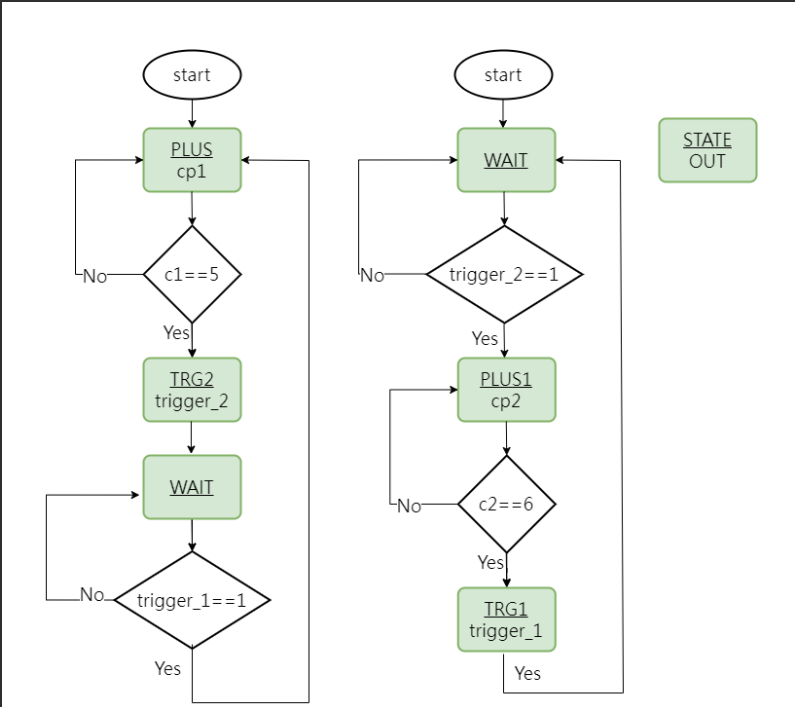 start
PLUS
cp1
c1==5
No
Yes
TRG2
trigger_2
WAIT
trigger_1==1
No
Yes
start
WAIT
trigger_2==1
No
Yes
PLUS1
cp2
c2==6
No
Yes
TRG1
trigger_1
Yes
STATE
OUT